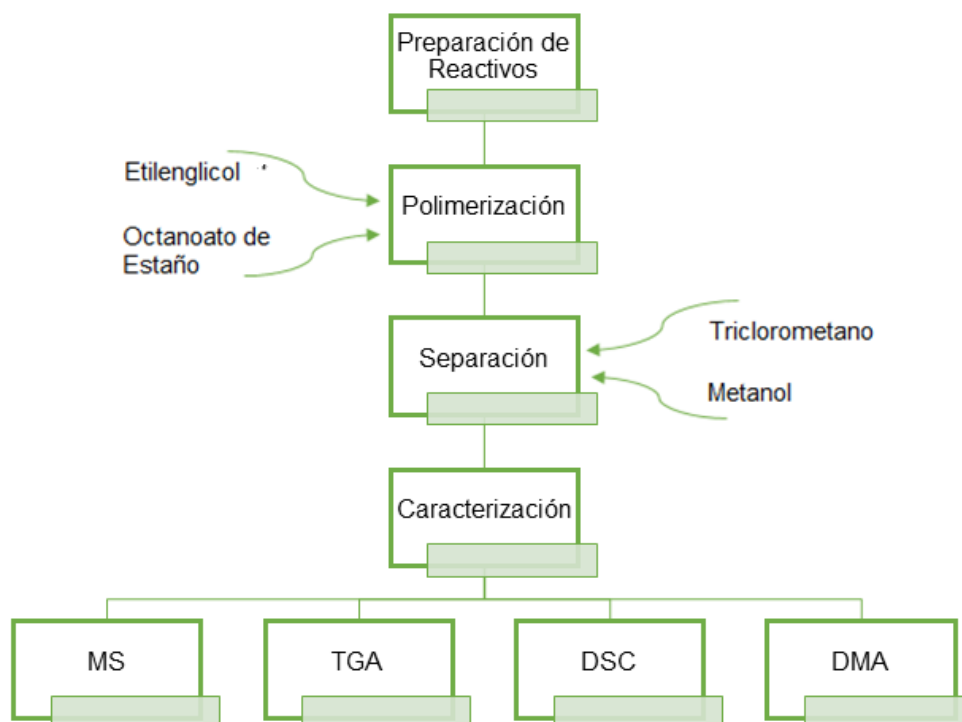 Preparación de
Reactivos
Etilenglicol
Polimerización
Octanoato de
Estaño
Separación
Triclorometano
Metanol
Caracterización
MS
TGA
DSC
DMA